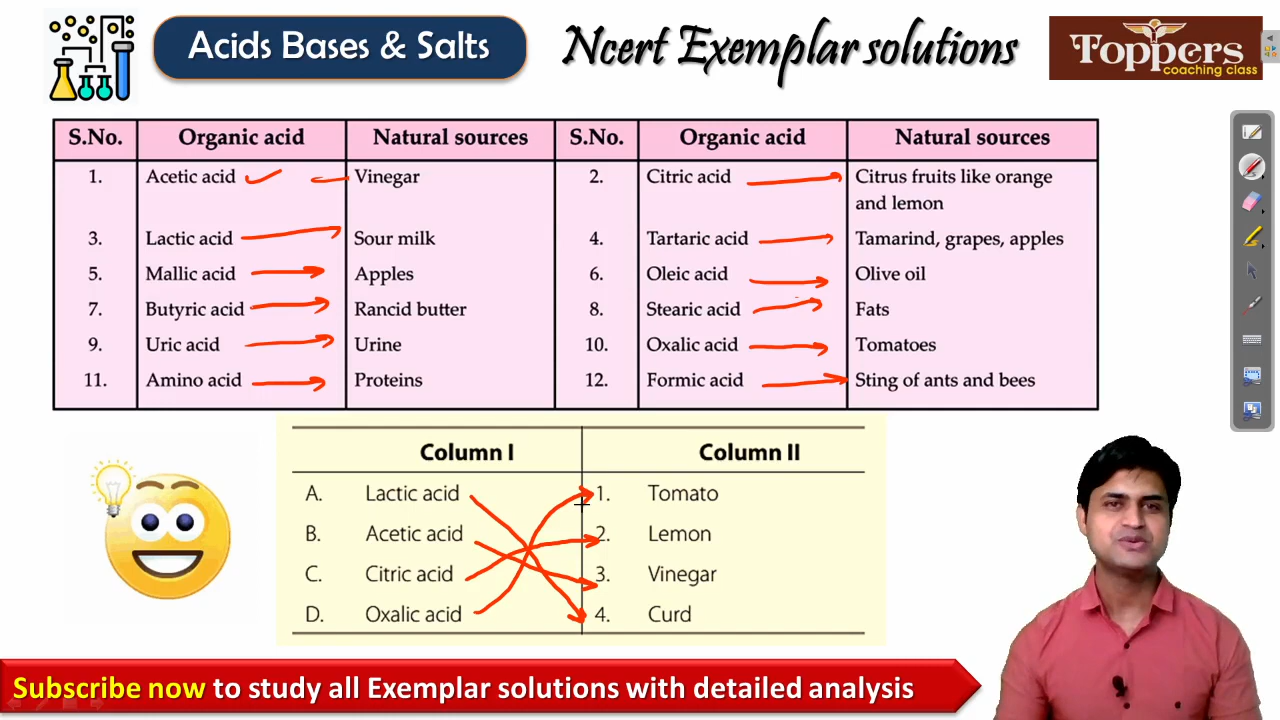 Acids Bases & Salts
Ncert Exemplar solutions
Toppers
coaching class
S.No. Organic acid Natural sources S.No. Organic acid Natural sources
1. Acetic acid Vinegar 2. Citric acid Citrus fruits like orange
and lemon
3. Lactic acid Sour milk 4. Tartaric acid Tamarind, grapes, apples
5. Mallic acid Apples 6. Oleic acid Olive oil
7. Butyric acid Rancid butter 8. Stearic acid Fats
9. Uric acid Urine 10. Oxalic acid Tomatoes
11. Amino acid Proteins 12. Formic acid Sting of ants and bees
Column I Column II
A. Lactic acid 1. Tomato
B. Acetic acid 2. Lemon
C. Citric acid 3. Vinegar
D. Oxalic acid 4. Curd
Subscribe now to study all Exemplar solutions with detailed analysis